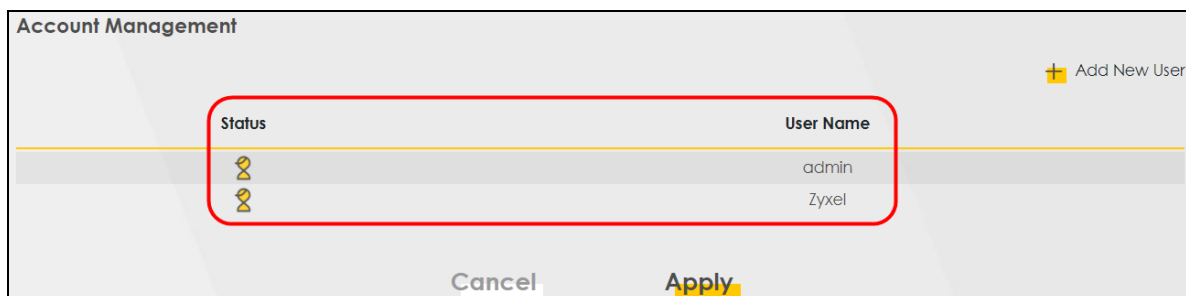 Account Management
Add New User
Status User Name
admin
Zyxel
Cancel Apply